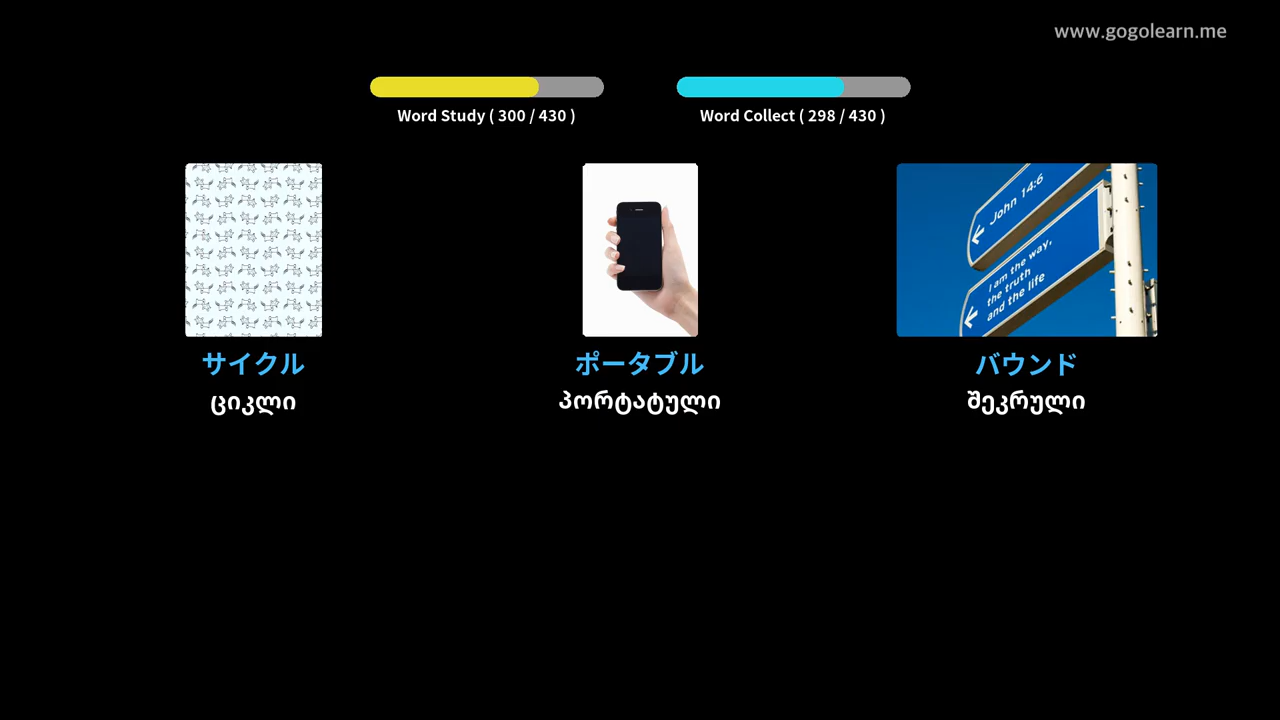 www.gogolearn.me
Word Study ( 300 / 430 )
Word Collect ( 298 / 430 )
John 14:6
I am the way,
the truth
and the life
サイクル
ポータブル
バウンド
ციკლი
პორტატული
შეკრული